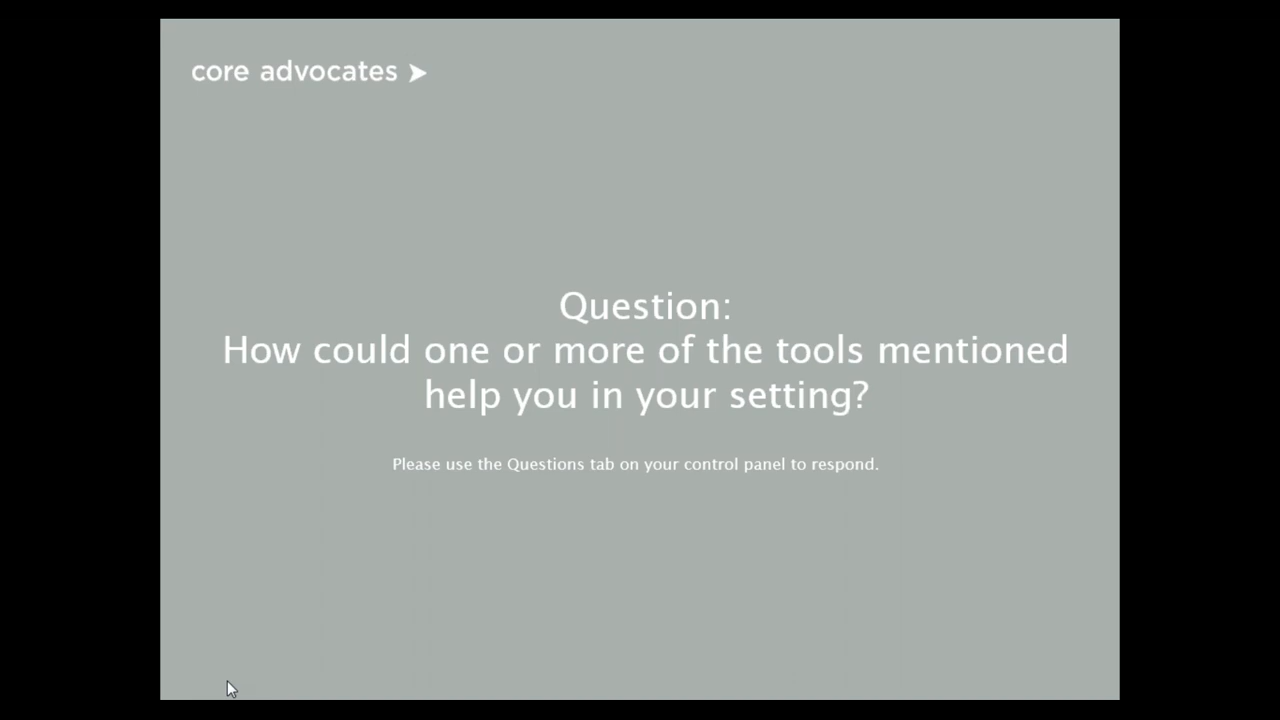 core advocates
Question:
How could one or more of the tools mentioned
help you in your setting?
Please use the Questions tab on your control panel to respond.